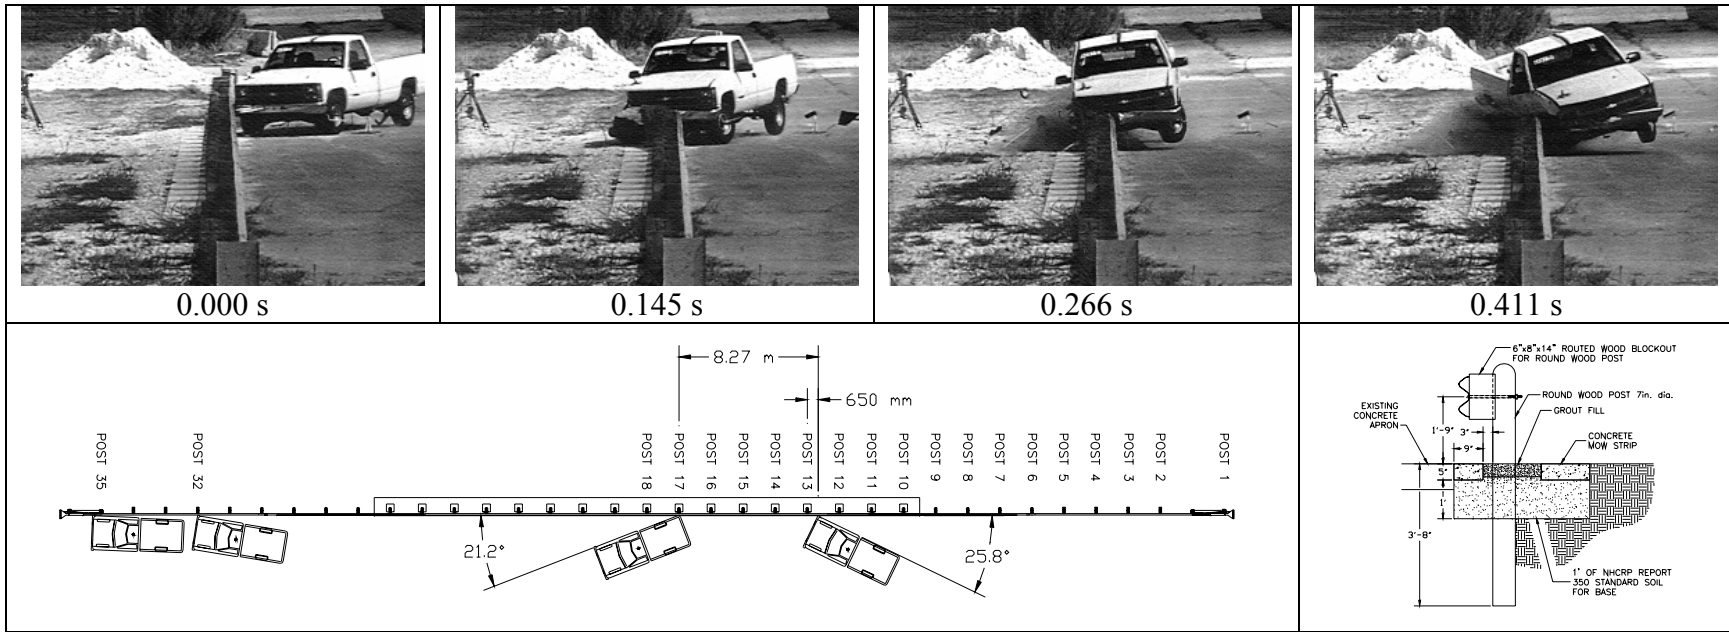 0.000 s
0.145 s
0.266 s
0.411 s
8.27 m
650 mm
POST 35
POST 32
POST 18
POST 17
POST 16
POST 15
POST 14
POST 13
POST 12
POST 11
POST 10
POST 9
POST 8
POST 7
POST 6
POST 5
POST 4
POST 3
POST 2
POST 1
21.2°
25.8°
6"x8"x14" ROUTED WOOD BLOCKOUT
FOR ROUND WOOD POST
ROUND WOOD POST 7in. dia.
GROUT FILL
EXISTING
CONCRETE
APRON
1'-9"
3"
9"
CONCRETE
MOW STRIP
5"
1'
3'-8"
1' OF NHCRP REPORT
350 STANDARD SOIL
FOR BASE